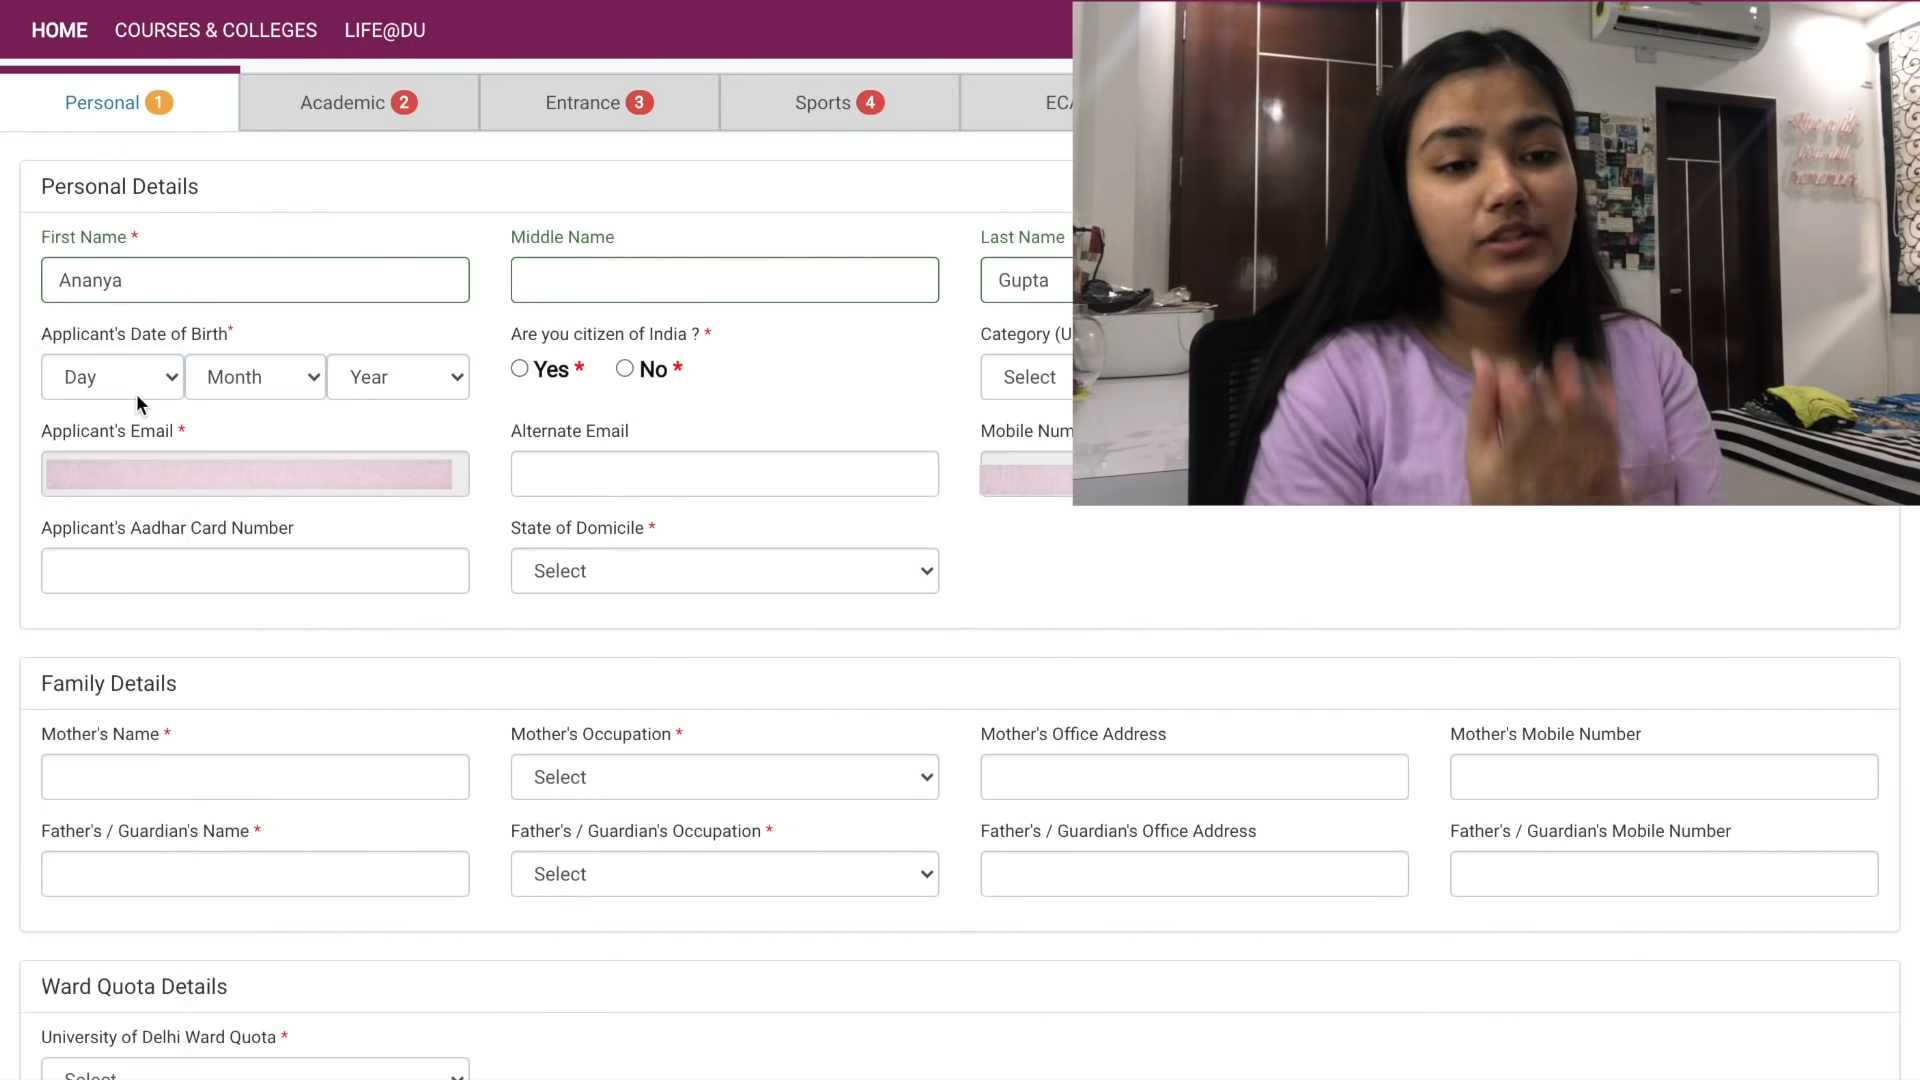 HOME COURSES & COLLEGES LIFE@DU
Personal 1 Academic 2 Entrance 3 Sports 4
Personal Details
First Name * Middle Name Last Name
Ananya Gupta
Applicant's Date of Birth* Are you citizen of India ? * Category (U
Day Month Year Yes * No * Select
Applicant's Email * Alternate Email Mobile Num
Applicant's Aadhar Card Number State of Domicile *
Select
Family Details
Mother's Name * Mother's Occupation * Mother's Office Address Mother's Mobile Number
Select
Father's / Guardian's Name * Father's / Guardian's Occupation * Father's / Guardian's Office Address Father's / Guardian's Mobile Number
Select
Ward Quota Details
University of Delhi Ward Quota *
Select